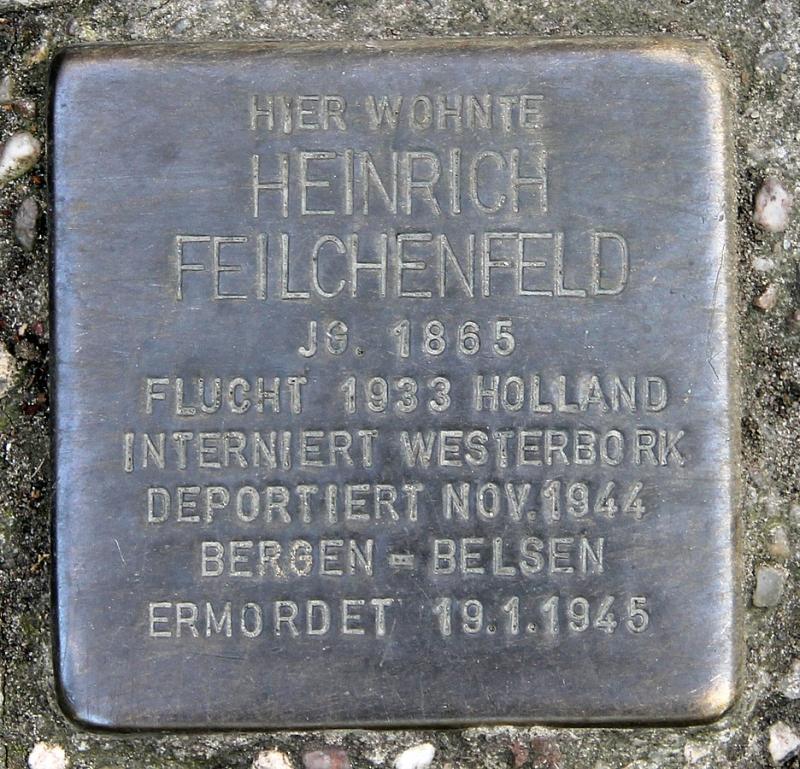 HIER WOHNTE
HEINRICH
FEILCHENFELD
JG. 1865
FLUCHT 1933 HOLLAND
INTERNIERT WESTERBORK
DEPORTIERT NOV.1944
BERGEN-BELSEN
ERMORDET 19.1.1945